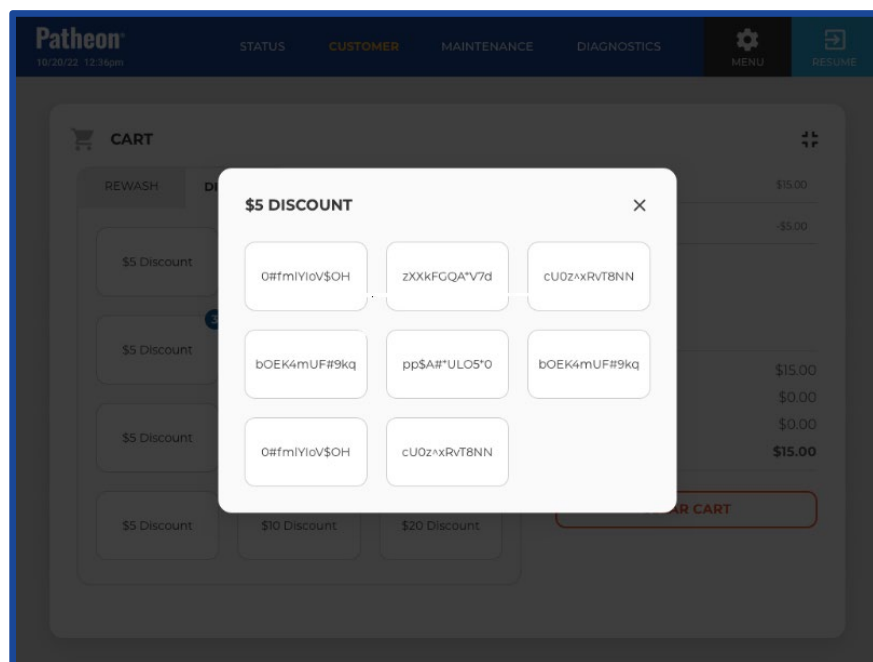 Patheon®
10/20/22 12:36pm
STATUS
CUSTOMER
MAINTENANCE
DIAGNOSTICS
MENU
RESUME
CART
REWASH
$15.00
-$5.00
$5 DISCOUNT
0#fmlYIoV$OH
zXXkFGQA*V7d
cU0z^xRvT8NN
bOEK4mUF#9kq
pp$A#*ULO5*0
bOEK4mUF#9kq
0#fmlYIoV$OH
cU0z^xRvT8NN
$5 Discount
$5 Discount
$5 Discount
$5 Discount
$10 Discount
$20 Discount
$15.00
$0.00
$0.00
$15.00
CART